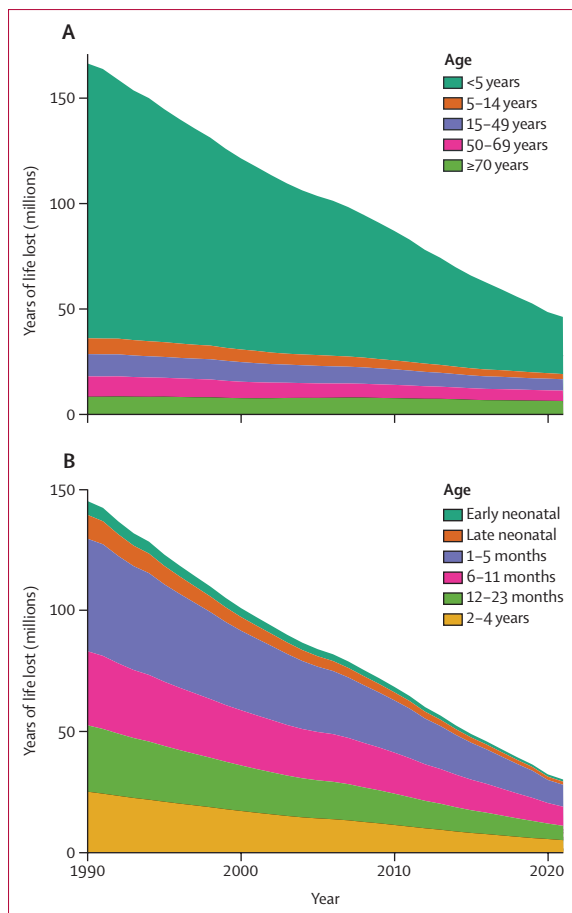 A
Age
<5 years
5–14 years
15–49 years
50–69 years
≥70 years
150
100
50
0
Years of life lost (millions)
B
Age
Early neonatal
Late neonatal
1–5 months
6–11 months
12–23 months
2–4 years
150
100
50
0
Years of life lost (millions)
1990
2000
2010
2020
Year